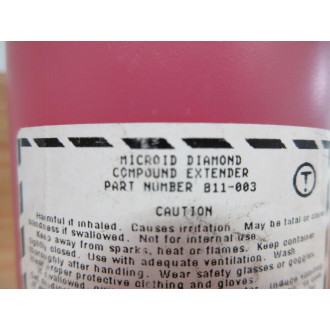 MICROID DIAMOND
COMPOUND EXTENDER
PART NUMBER B11-003
T
CAUTION
Harmful if inhaled. Causes irritation. May be fatal or cause
blindness if swallowed. Not for internal use.
Keep away from sparks, heat or flames. Keep container
tightly closed. Use with adequate ventilation. Wash
thoroughly after handling. Wear safety glasses or goggles,
proper protective clothing and gloves.
swallowed